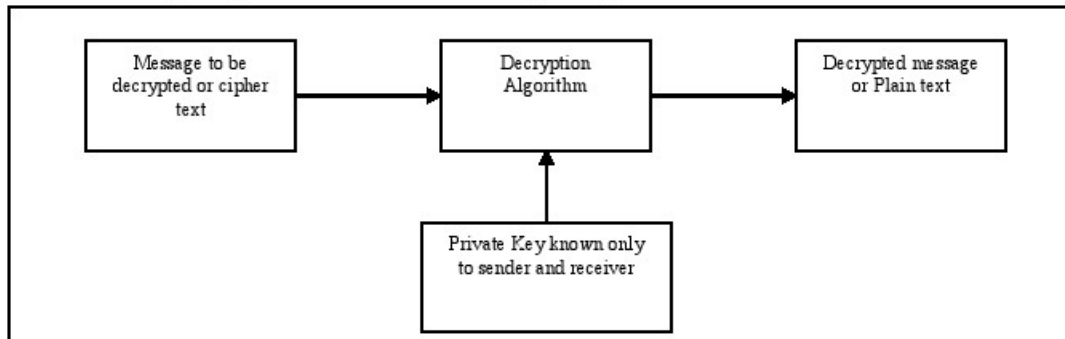 Message to be
decrypted or cipher
text
Decryption
Algorithm
Decrypted message
or Plain text
Private Key known only
to sender and receiver